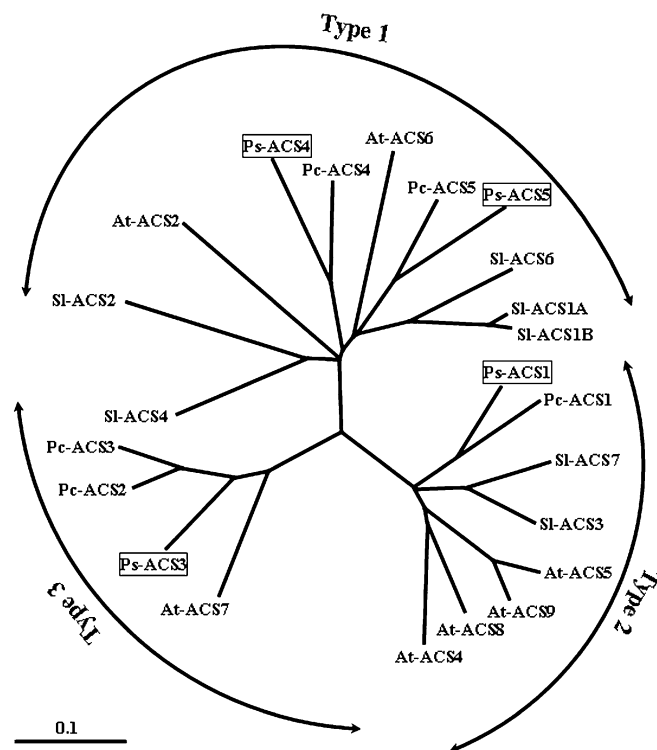 Type 1
Ps-ACS4
At-ACS6
Pc-ACS4
Pc-ACS5
Ps-ACS5
At-ACS2
Sl-ACS6
Sl-ACS2
Sl-ACS1A
Sl-ACS1B
Ps-ACS1
Pc-ACS1
Sl-ACS4
Pc-ACS3
Sl-ACS7
Pc-ACS2
Sl-ACS3
Ps-ACS3
At-ACS5
At-ACS7
At-ACS9
Type 3
Type 2
At-ACS8
At-ACS4
0.1